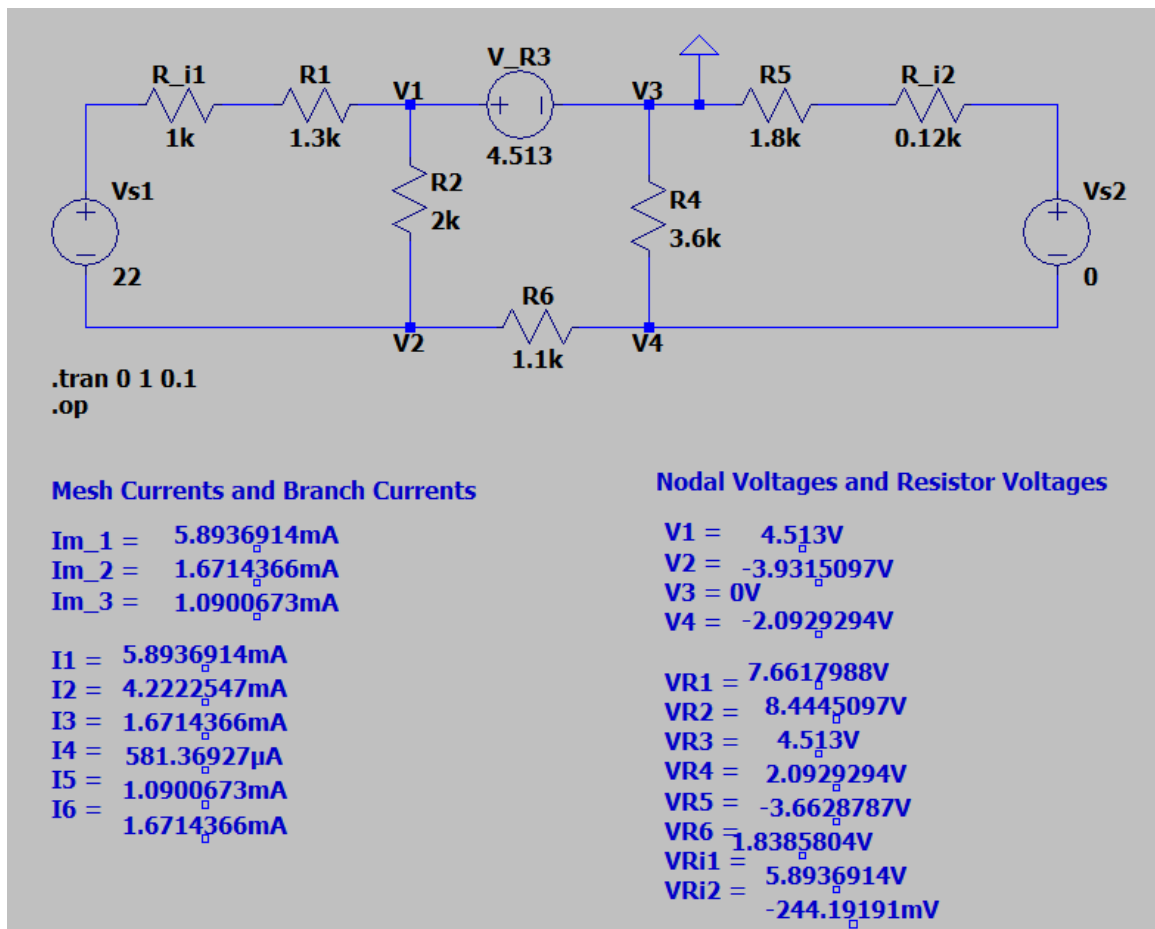 V_R3
R_i1
R1
V1
V3
R5
R_i2
1k
1.3k
4.513
1.8k
0.12k
Vs1
R2
2k
R4
3.6k
Vs2
22
R6
0
V2
1.1k
V4
.tran 0 1 0.1
.op
Mesh Currents and Branch Currents
Im_1 = 5.8936914mA
Im_2 = 1.6714366mA
Im_3 = 1.0900673mA
I1 = 5.8936914mA
I2 = 4.2222547mA
I3 = 1.6714366mA
I4 = 581.36927µA
I5 = 1.0900673mA
I6 = 1.6714366mA
Nodal Voltages and Resistor Voltages
V1 = 4.513V
V2 = -3.9315097V
V3 = 0V
V4 = -2.0929294V
VR1 = 7.6617988V
VR2 = 8.4445097V
VR3 = 4.513V
VR4 = 2.0929294V
VR5 = -3.6628787V
VR6 = 1.8385804V
VRi1 = 5.8936914V
VRi2 = -244.19191mV